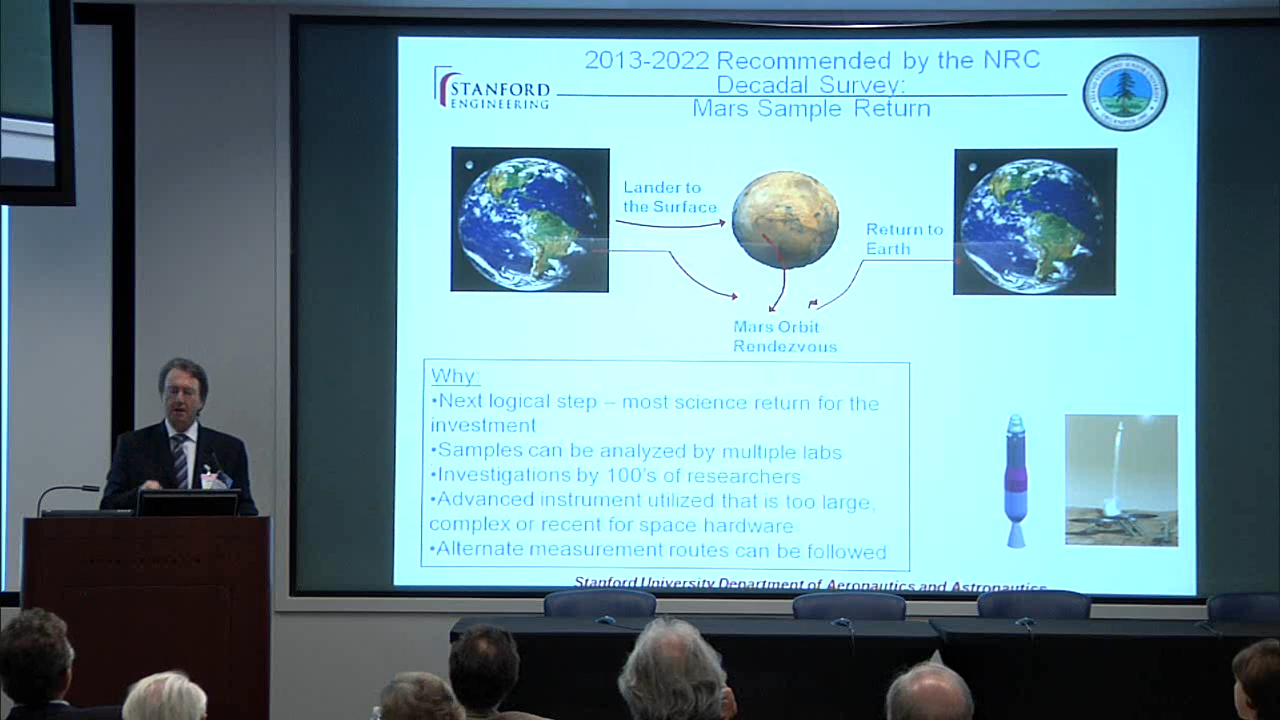 2013-2022 Recommended by the NRC
Decadal Survey:
Mars Sample Return
STANFORD
ENGINEERING
Lander to
the Surface
Return to
Earth
Mars Orbit
Rendezvous
Why:
•Next logical step – most science return for the
investment
•Samples can be analyzed by multiple labs
•Investigations by 100's of researchers
•Advanced instrument utilized that is too large,
complex or recent for space hardware
•Alternate measurement routes can be followed
Stanford University Department of Aeronautics and Astronautics